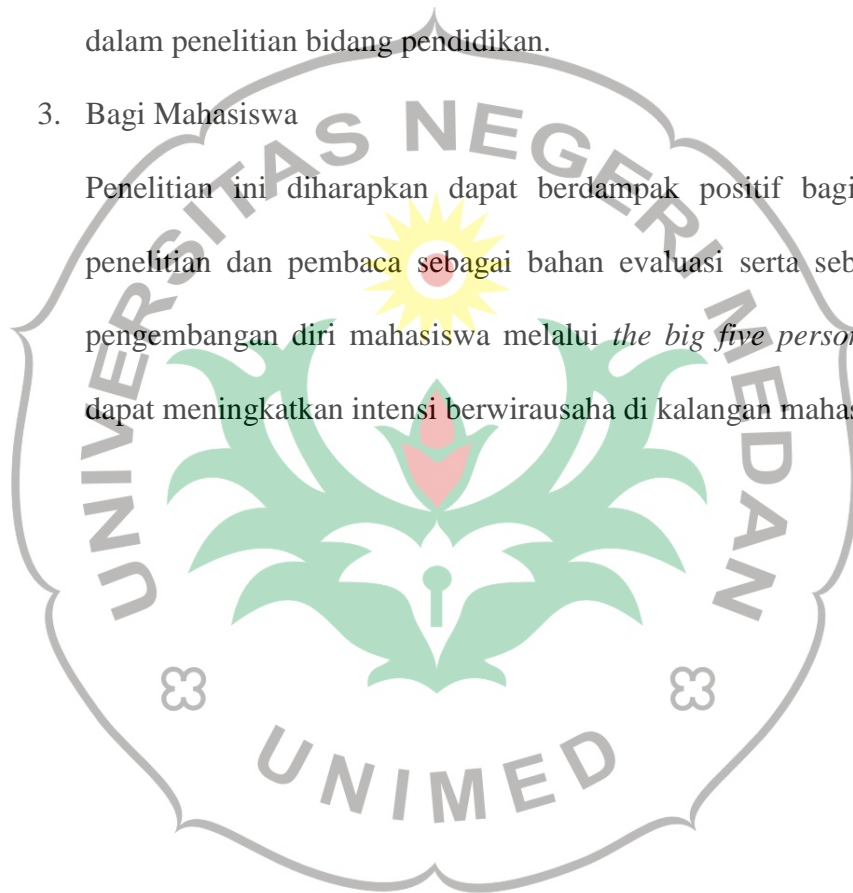 dalam penelitian bidang pendidikan.
3. Bagi Mahasiswa
Penelitian ini diharapkan dapat berdampak positif bagi
penelitian dan pembaca sebagai bahan evaluasi serta seb
pengembangan diri mahasiswa melalui the big five person
dapat meningkatkan intensi berwirausaha di kalangan mahas
UNIVERSITAS NEGERI MEDAN
UNIMED